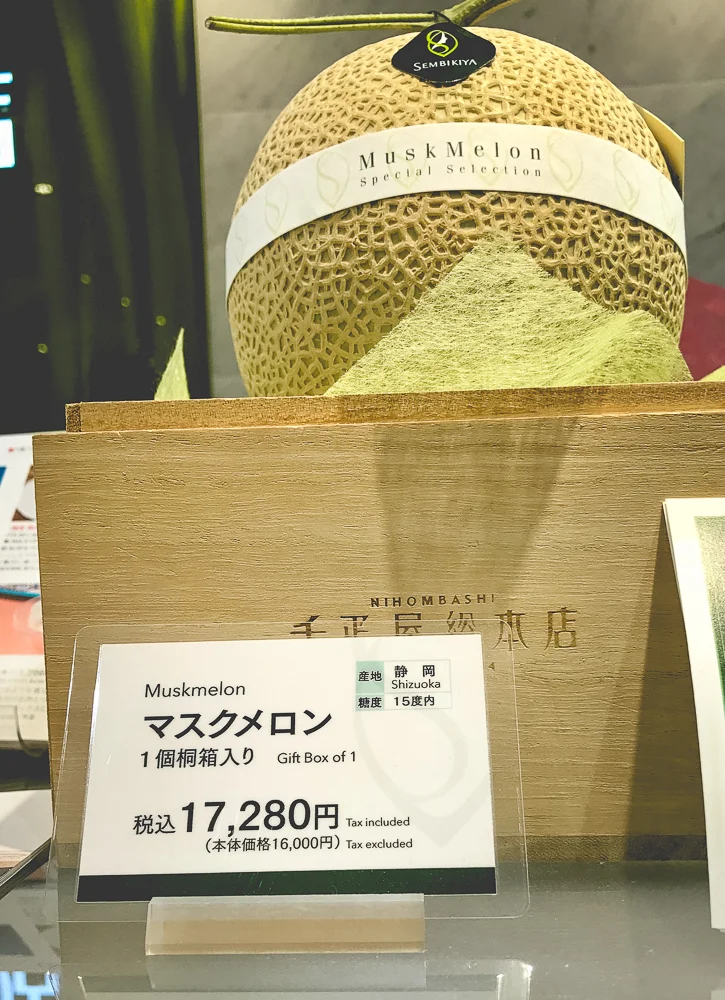 SEMBIKIYA
MuskMelon
Special Selection
NIHOMBASHI
千疋屋総本店
Muskmelon
産地 静岡
Shizuoka
糖度 15度内
マスクメロン
1個桐箱入り Gift Box of 1
税込17,280円 Tax included
(本体価格16,000円) Tax excluded